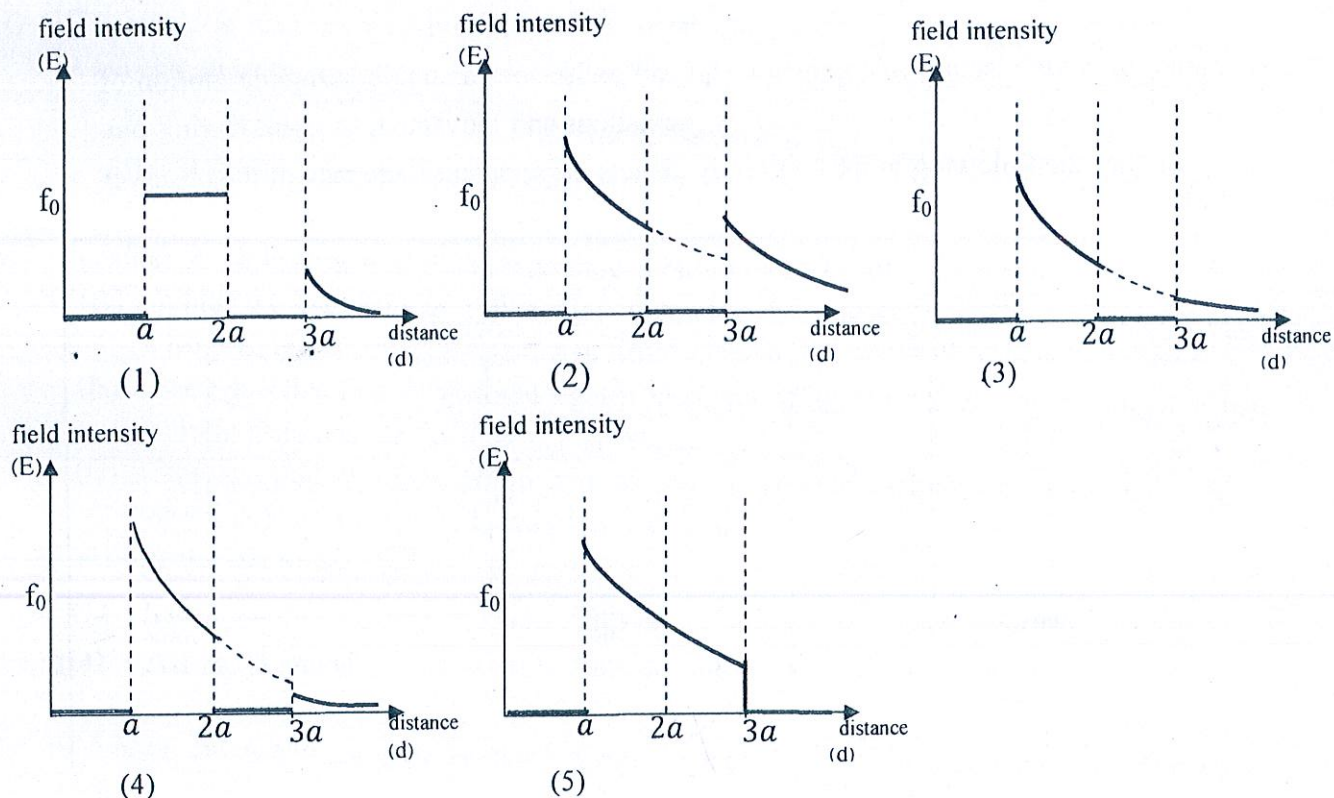 field intensity
(E)
f₀
a 2a 3a distance
(d)
(1)
field intensity
(E)
f₀
a 2a 3a distance
(d)
(2)
field intensity
(E)
f₀
a 2a 3a distance
(d)
(3)
field intensity
(E)
f₀
a 2a 3a distance
(d)
(4)
field intensity
(E)
f₀
a 2a 3a distance
(d)
(5)